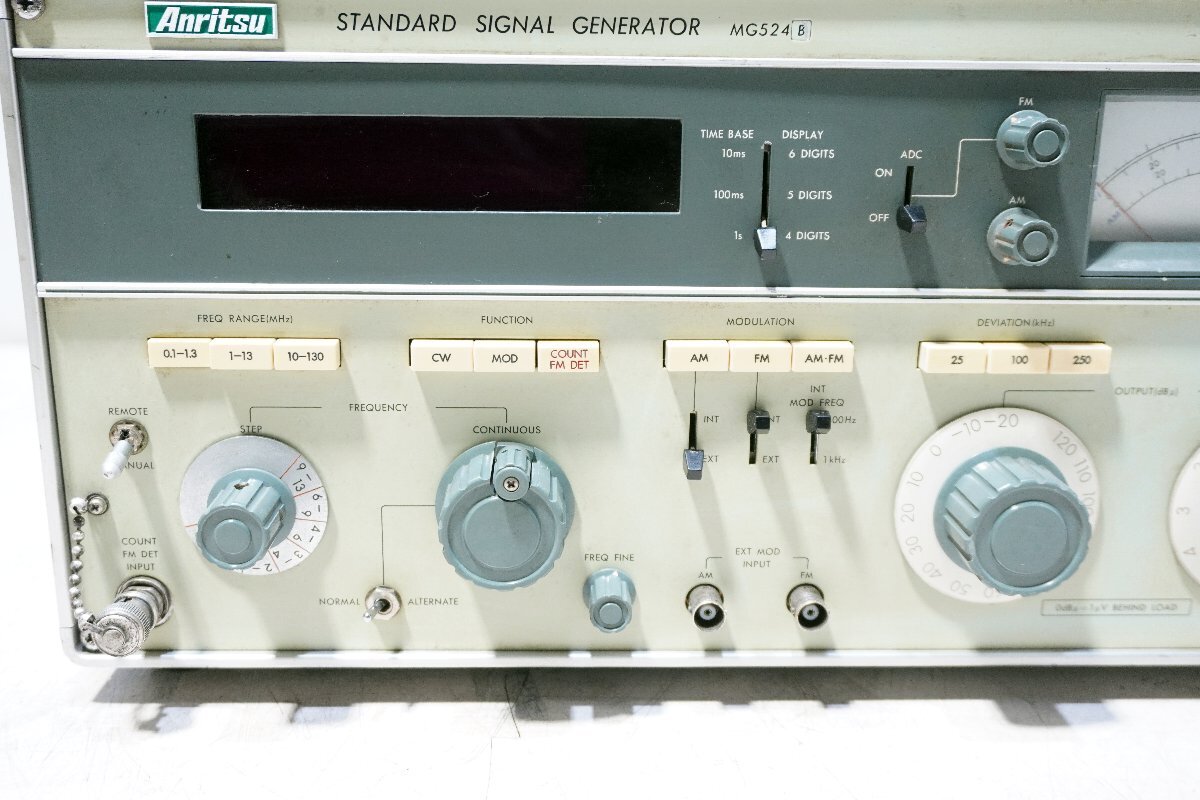 Anritsu STANDARD SIGNAL GENERATOR MG524B
TIME BASE DISPLAY
10ms 6 DIGITS
100ms 5 DIGITS
1s 4 DIGITS
ADC
ON
OFF
FM
AM
FREQ RANGE(MHz)
0.1–1.3 1–13 10–130
FUNCTION
CW MOD COUNT
FM DET
MODULATION
AM FM AM·FM
DEVIATION(kHz)
25 100 250
REMOTE
FREQUENCY
STEP CONTINUOUS
INT
MOD FREQ
INT
EXT EXT 1kHz
OUTPUT(dBμ)
-20 -10 0 10 20 30 40 50
120 110
COUNT
FM DET
INPUT
NORMAL ALTERNATE
FREQ FINE
EXT MOD
INPUT
AM FM
0dBμ=1μV BEHIND LOAD
3